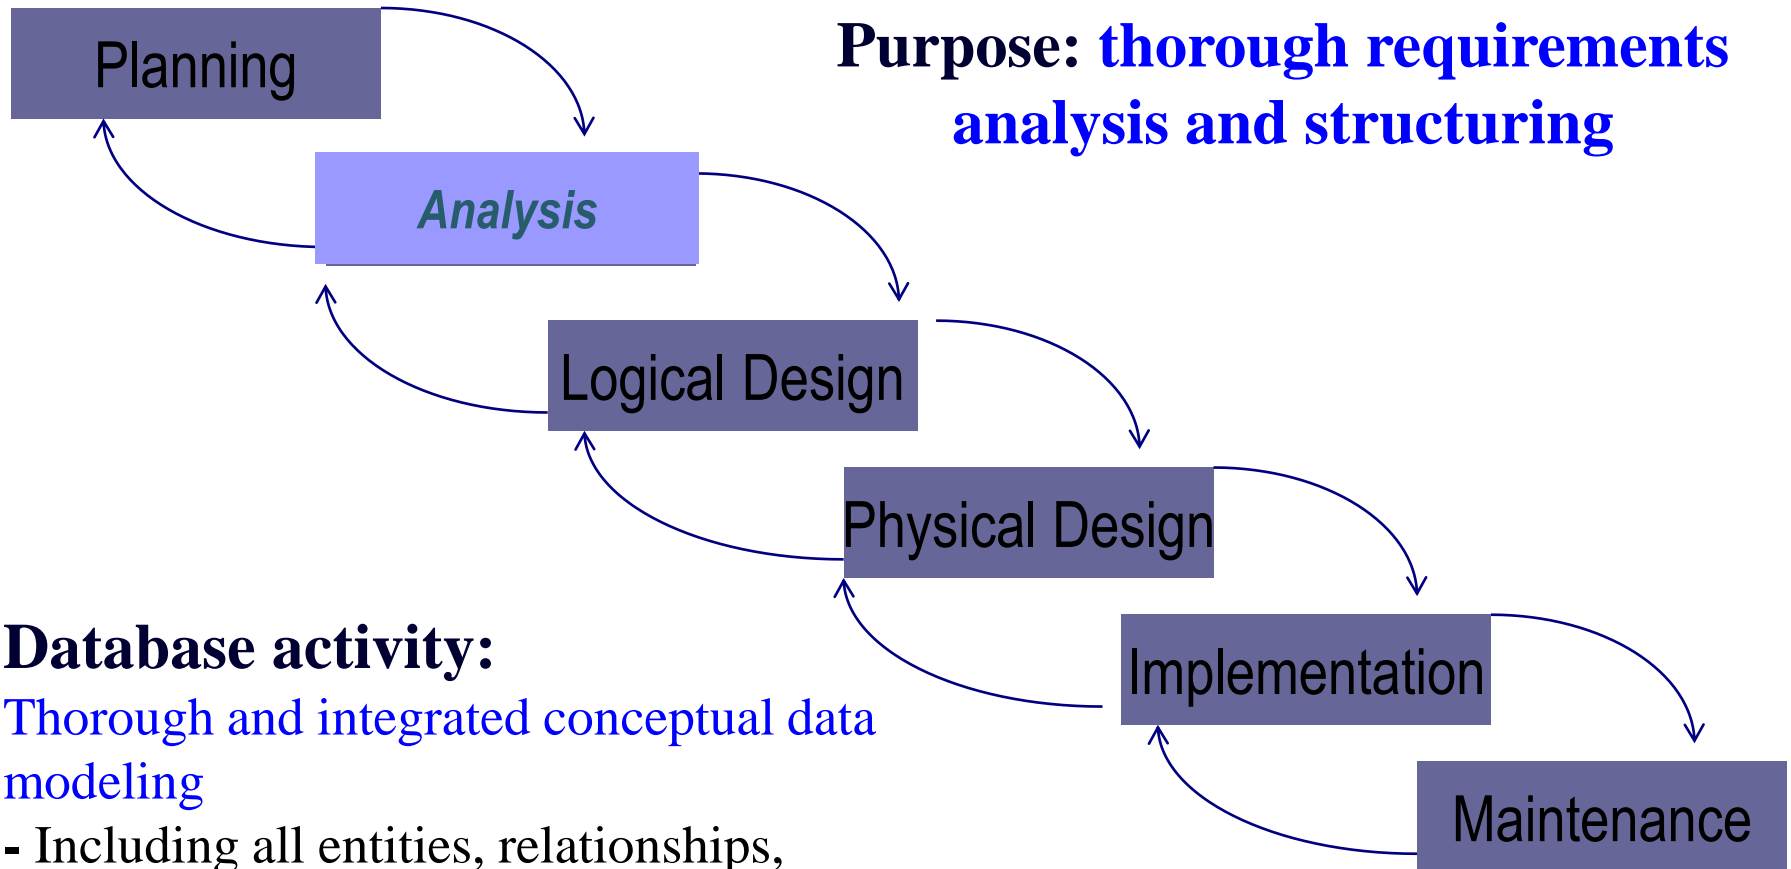 Planning
Purpose: thorough requirements
analysis and structuring
Analysis
Logical Design
Physical Design
Implementation
Maintenance
Database activity:
Thorough and integrated conceptual data
modeling
- Including all entities, relationships,